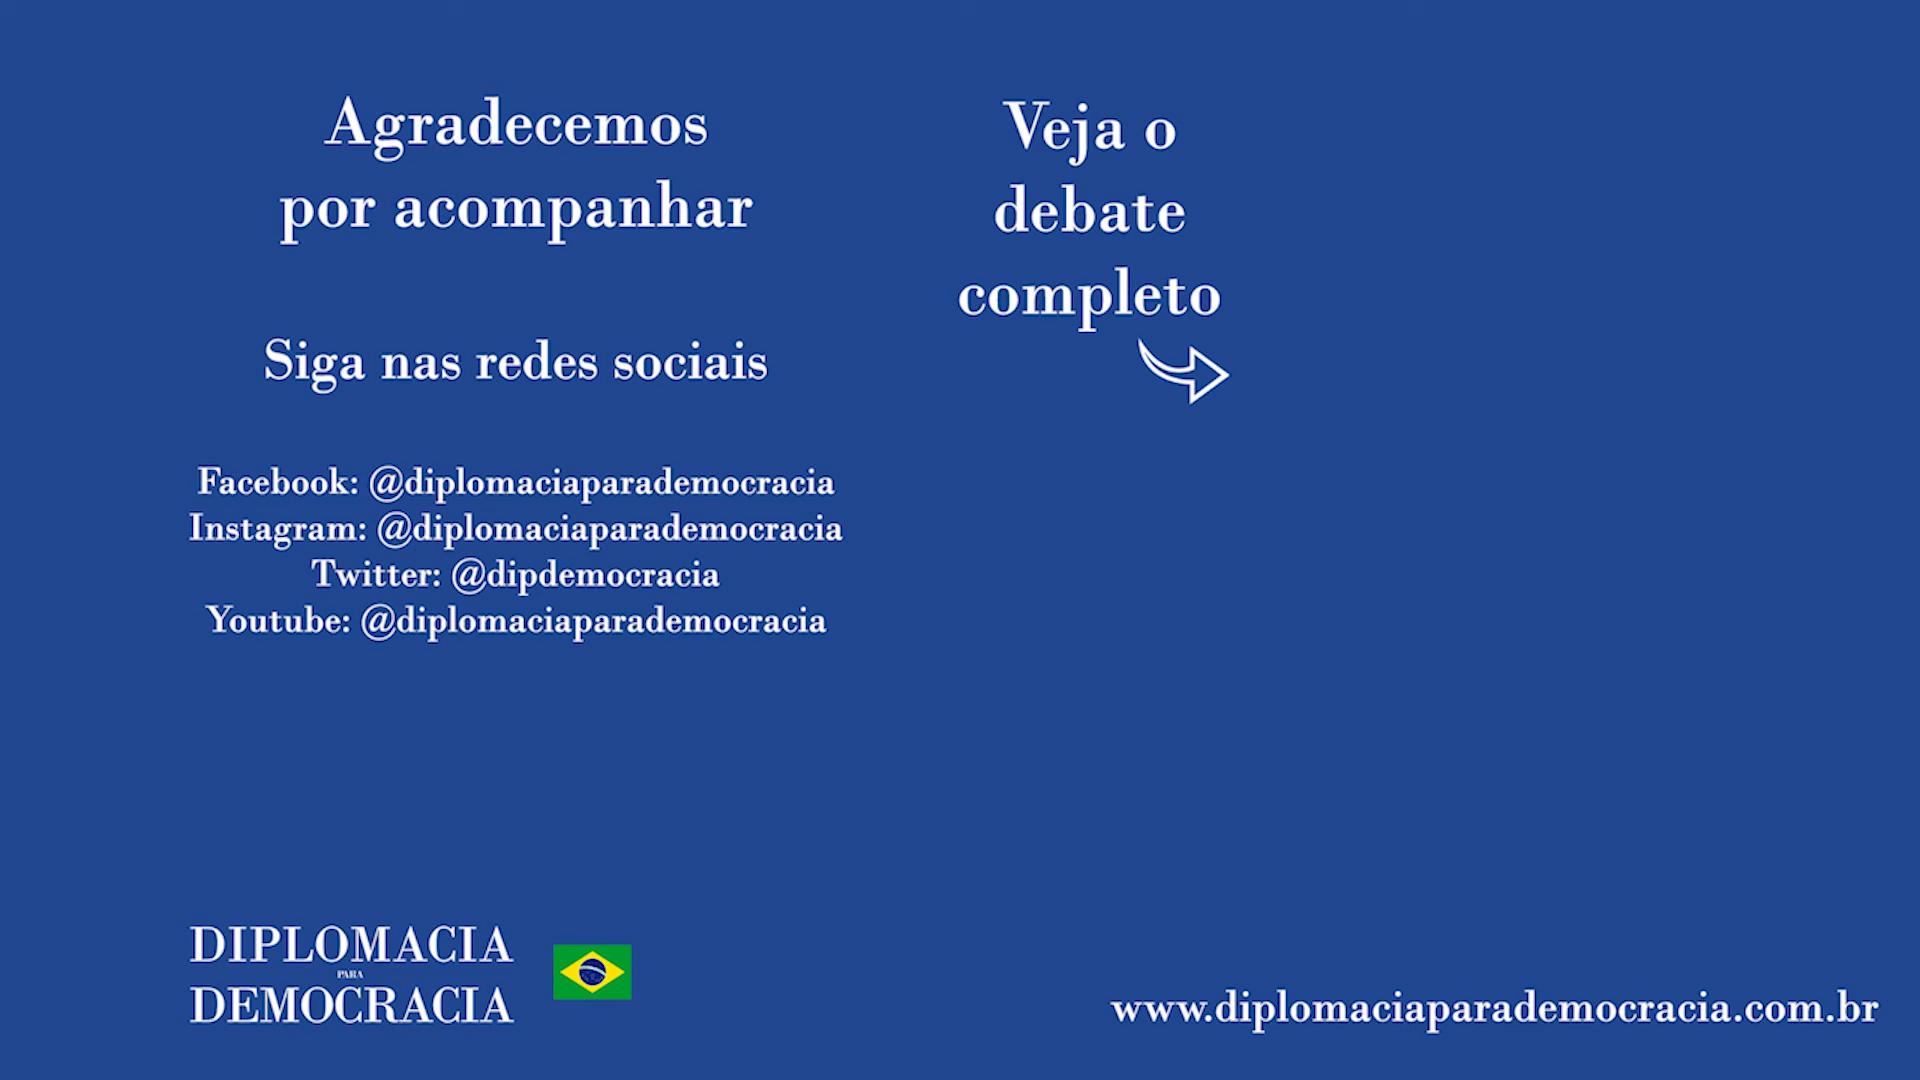 Agradecemos
por acompanhar
Siga nas redes sociais
Facebook: @diplomaciaparademocracia
Instagram: @diplomaciaparademocracia
Twitter: @dipdemocracia
Youtube: @diplomaciaparademocracia
Veja o
debate
completo
DIPLOMACIA
PARA
DEMOCRACIA
www.diplomaciaparademocracia.com.br